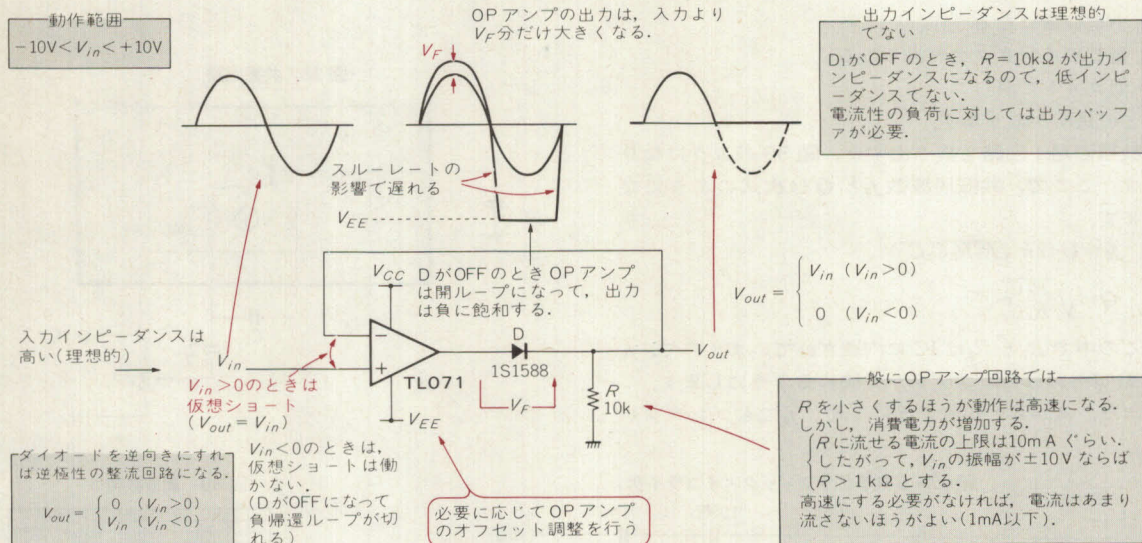 動作範囲
−10V<Vin<+10V
OPアンプの出力は，入力より
VF分だけ大きくなる．
VF
スルーレートの
影響で遅れる
VEE
出力インピーダンスは理想的
でない
D₁がOFFのとき，R=10kΩが出力イ
ンピーダンスになるので，低インピ
ーダンスでない．
電流性の負荷に対しては出力バッフ
ァが必要．
DがOFFのときOPアンプ
は開ループになって，出力
は負に飽和する．
VCC
Vout = { Vin (Vin>0)
0 (Vin<0)
入力インピーダンスは
高い(理想的)
Vin
−
+
TL071
D
1S1588
Vout
R
10k
VF
VEE
Vin>0のときは
仮想ショート
(Vout=Vin)
Vin<0のときは，
仮想ショートは働
かない．
(DがOFFになって
負帰還ループが切
れる)
ダイオードを逆向きにすれ
ば逆極性の整流回路になる．
Vout = { 0 (Vin>0)
Vin (Vin<0)
必要に応じてOPアンプ
のオフセット調整を行う
一般にOPアンプ回路では
Rを小さくするほうが動作は高速になる．
しかし，消費電力が増加する．
{ Rに流せる電流の上限は10mAぐらい．
したがって，Vinの振幅が±10Vならば
R>1kΩとする．
高速にする必要がなければ，電流はあまり
流さないほうがよい(1mA以下)．